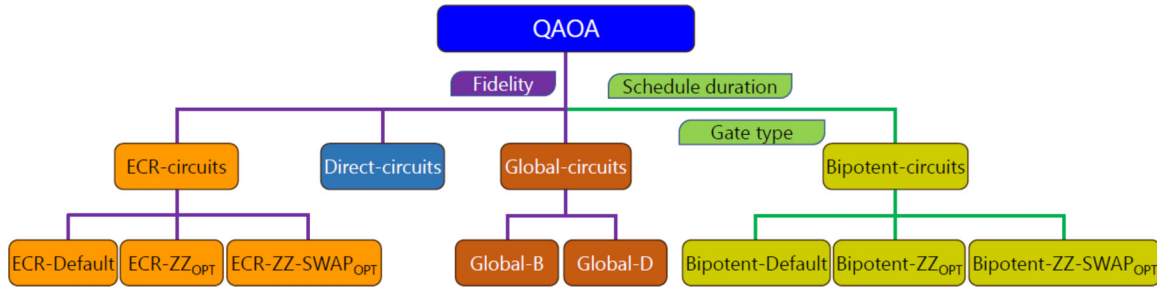 QAOA
Fidelity
Schedule duration
Gate type
ECR-circuits
Direct-circuits
Global-circuits
Bipotent-circuits
ECR-Default
ECR-ZZOPT
ECR-ZZ-SWAPOPT
Global-B
Global-D
Bipotent-Default
Bipotent-ZZOPT
Bipotent-ZZ-SWAPOPT